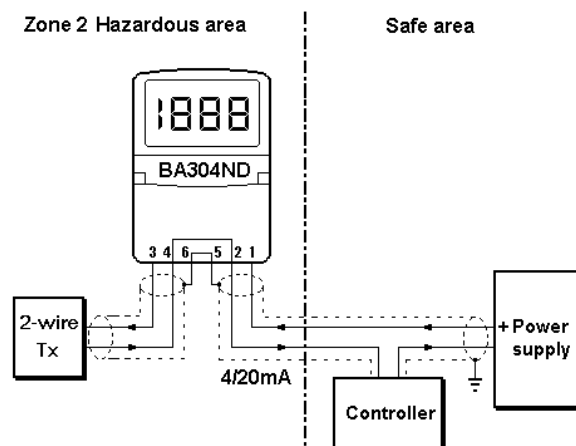 Zone 2 Hazardous area
Safe area
1888
BA304ND
3 4 6 5 2 1
2-wire
Tx
+ Power
supply
4/20mA
Controller